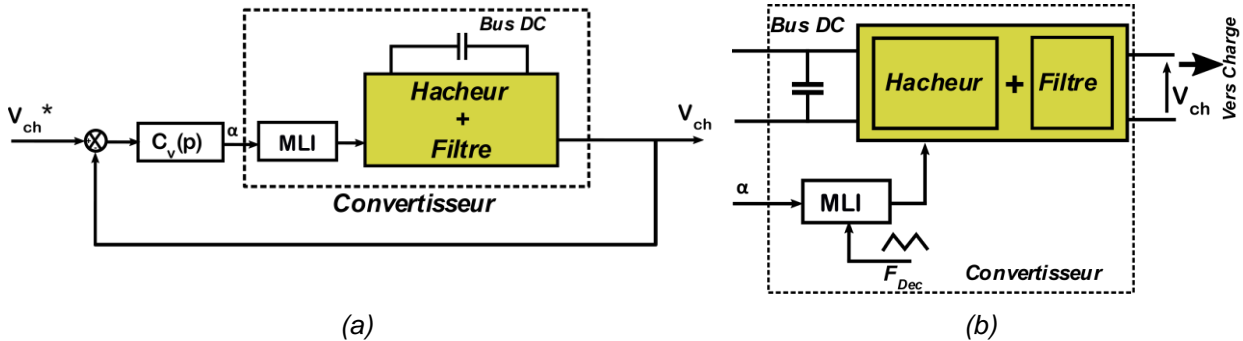 Bus DC
Hacheur
+
Filtre
V_ch*
C_v(p)
α
MLI
V_ch
Convertisseur
(a)
Bus DC
Hacheur + Filtre
V_ch
Vers Charge
α
MLI
F_Dec
Convertisseur
(b)